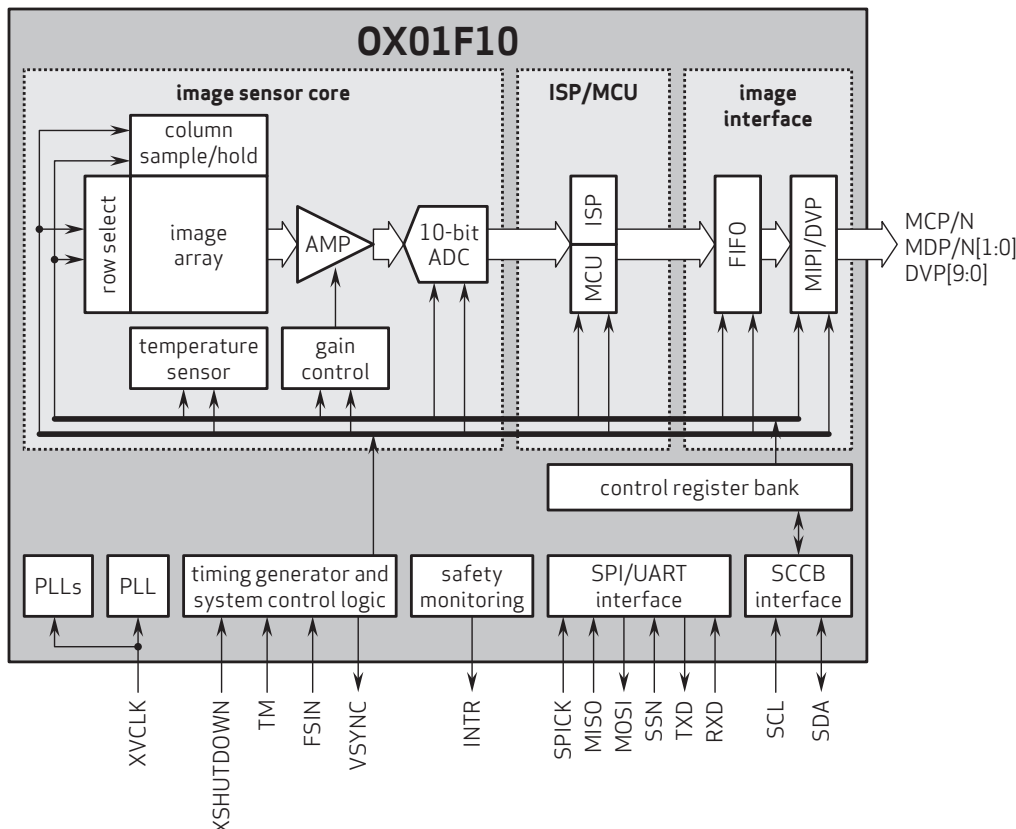 OX01F10
image sensor core
ISP/MCU
image
interface
column
sample/hold
row select
image
array
AMP
10-bit
ADC
ISP
MCU
FIFO
MIPI/DVP
MCP/N
MDP/N[1:0]
DVP[9:0]
temperature
sensor
gain
control
control register bank
PLLs
PLL
timing generator and
system control logic
safety
monitoring
SPI/UART
interface
SCCB
interface
XVCLK
XSHUTDOWN
TM
FSIN
VSYNC
INTR
SPICK
MISO
MOSI
SSN
TXD
RXD
SCL
SDA